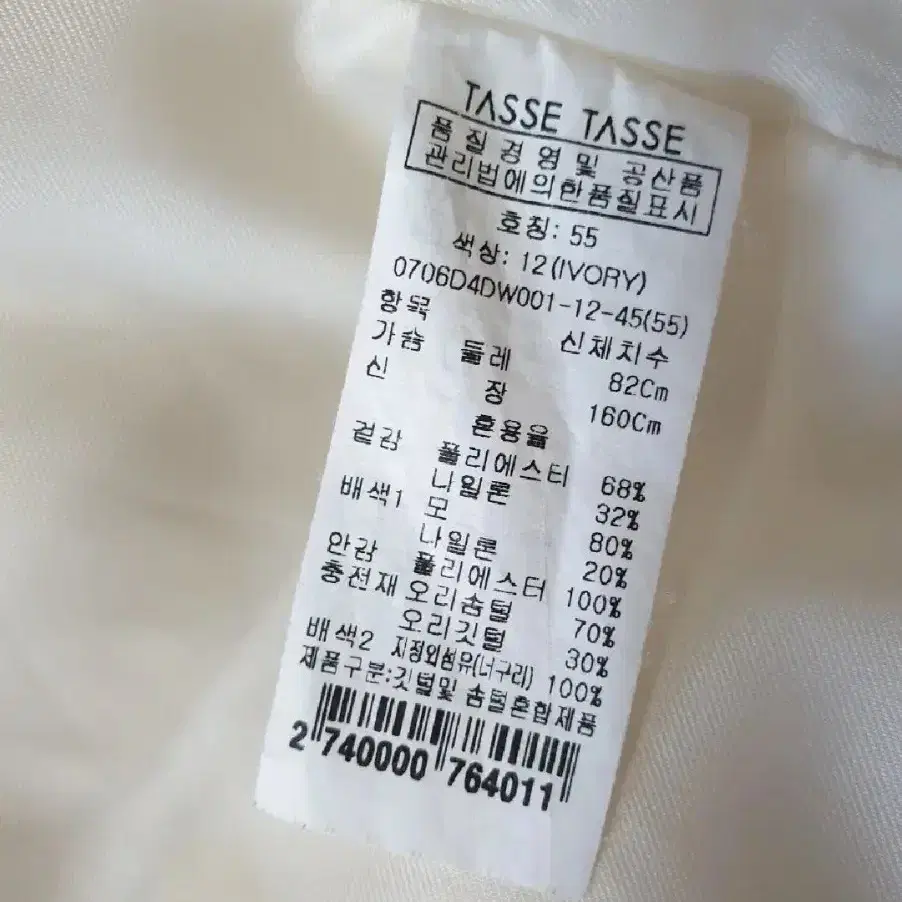 TASSE TASSE
품질경영및 공산품
관리법에의한품질표시
호칭: 55
색상: 12(IVORY)
0706D4DW001-12-45(55)
항목 신체치수
가슴 둘레 82Cm
신 장 160Cm
혼용율
겉감 폴리에스터 68%
나일론 32%
배색1 모 80%
나일론 20%
안감 폴리에스터 100%
충전재 오리솜털 70%
오리깃털 30%
배색2 지정외섬유(너구리) 100%
제품구분:깃털및 솜털혼합제품
2 740000 764011